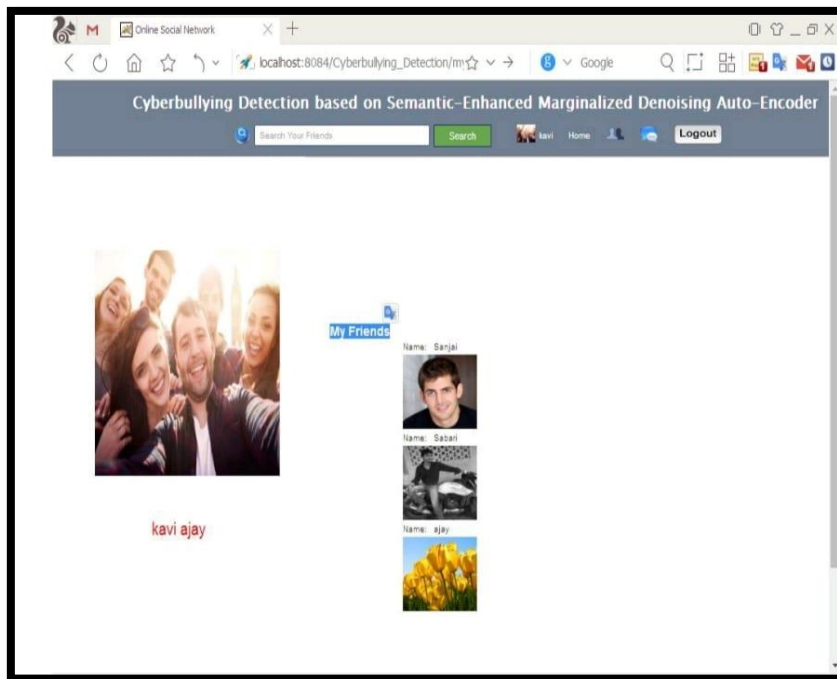 Online Social Network
localhost:8084/Cyberbullying_Detection/my
Google
Cyberbullying Detection based on Semantic-Enhanced Marginalized Denoising Auto-Encoder
Search Your Friends
Search
kavi
Home
Logout
My Friends
Name: Sanjai
Name: Sabari
Name: ajay
kavi ajay